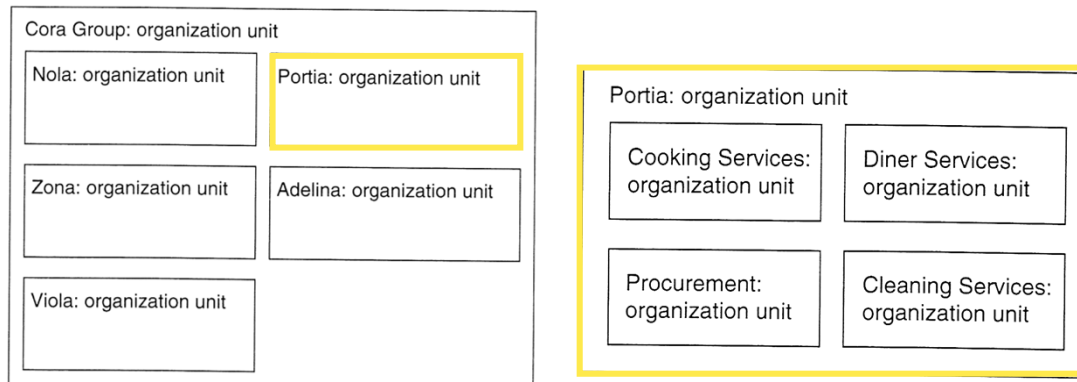 Cora Group: organization unit
Nola: organization unit
Portia: organization unit
Zona: organization unit
Adelina: organization unit
Viola: organization unit
Portia: organization unit
Cooking Services:
organization unit
Diner Services:
organization unit
Procurement:
organization unit
Cleaning Services:
organization unit